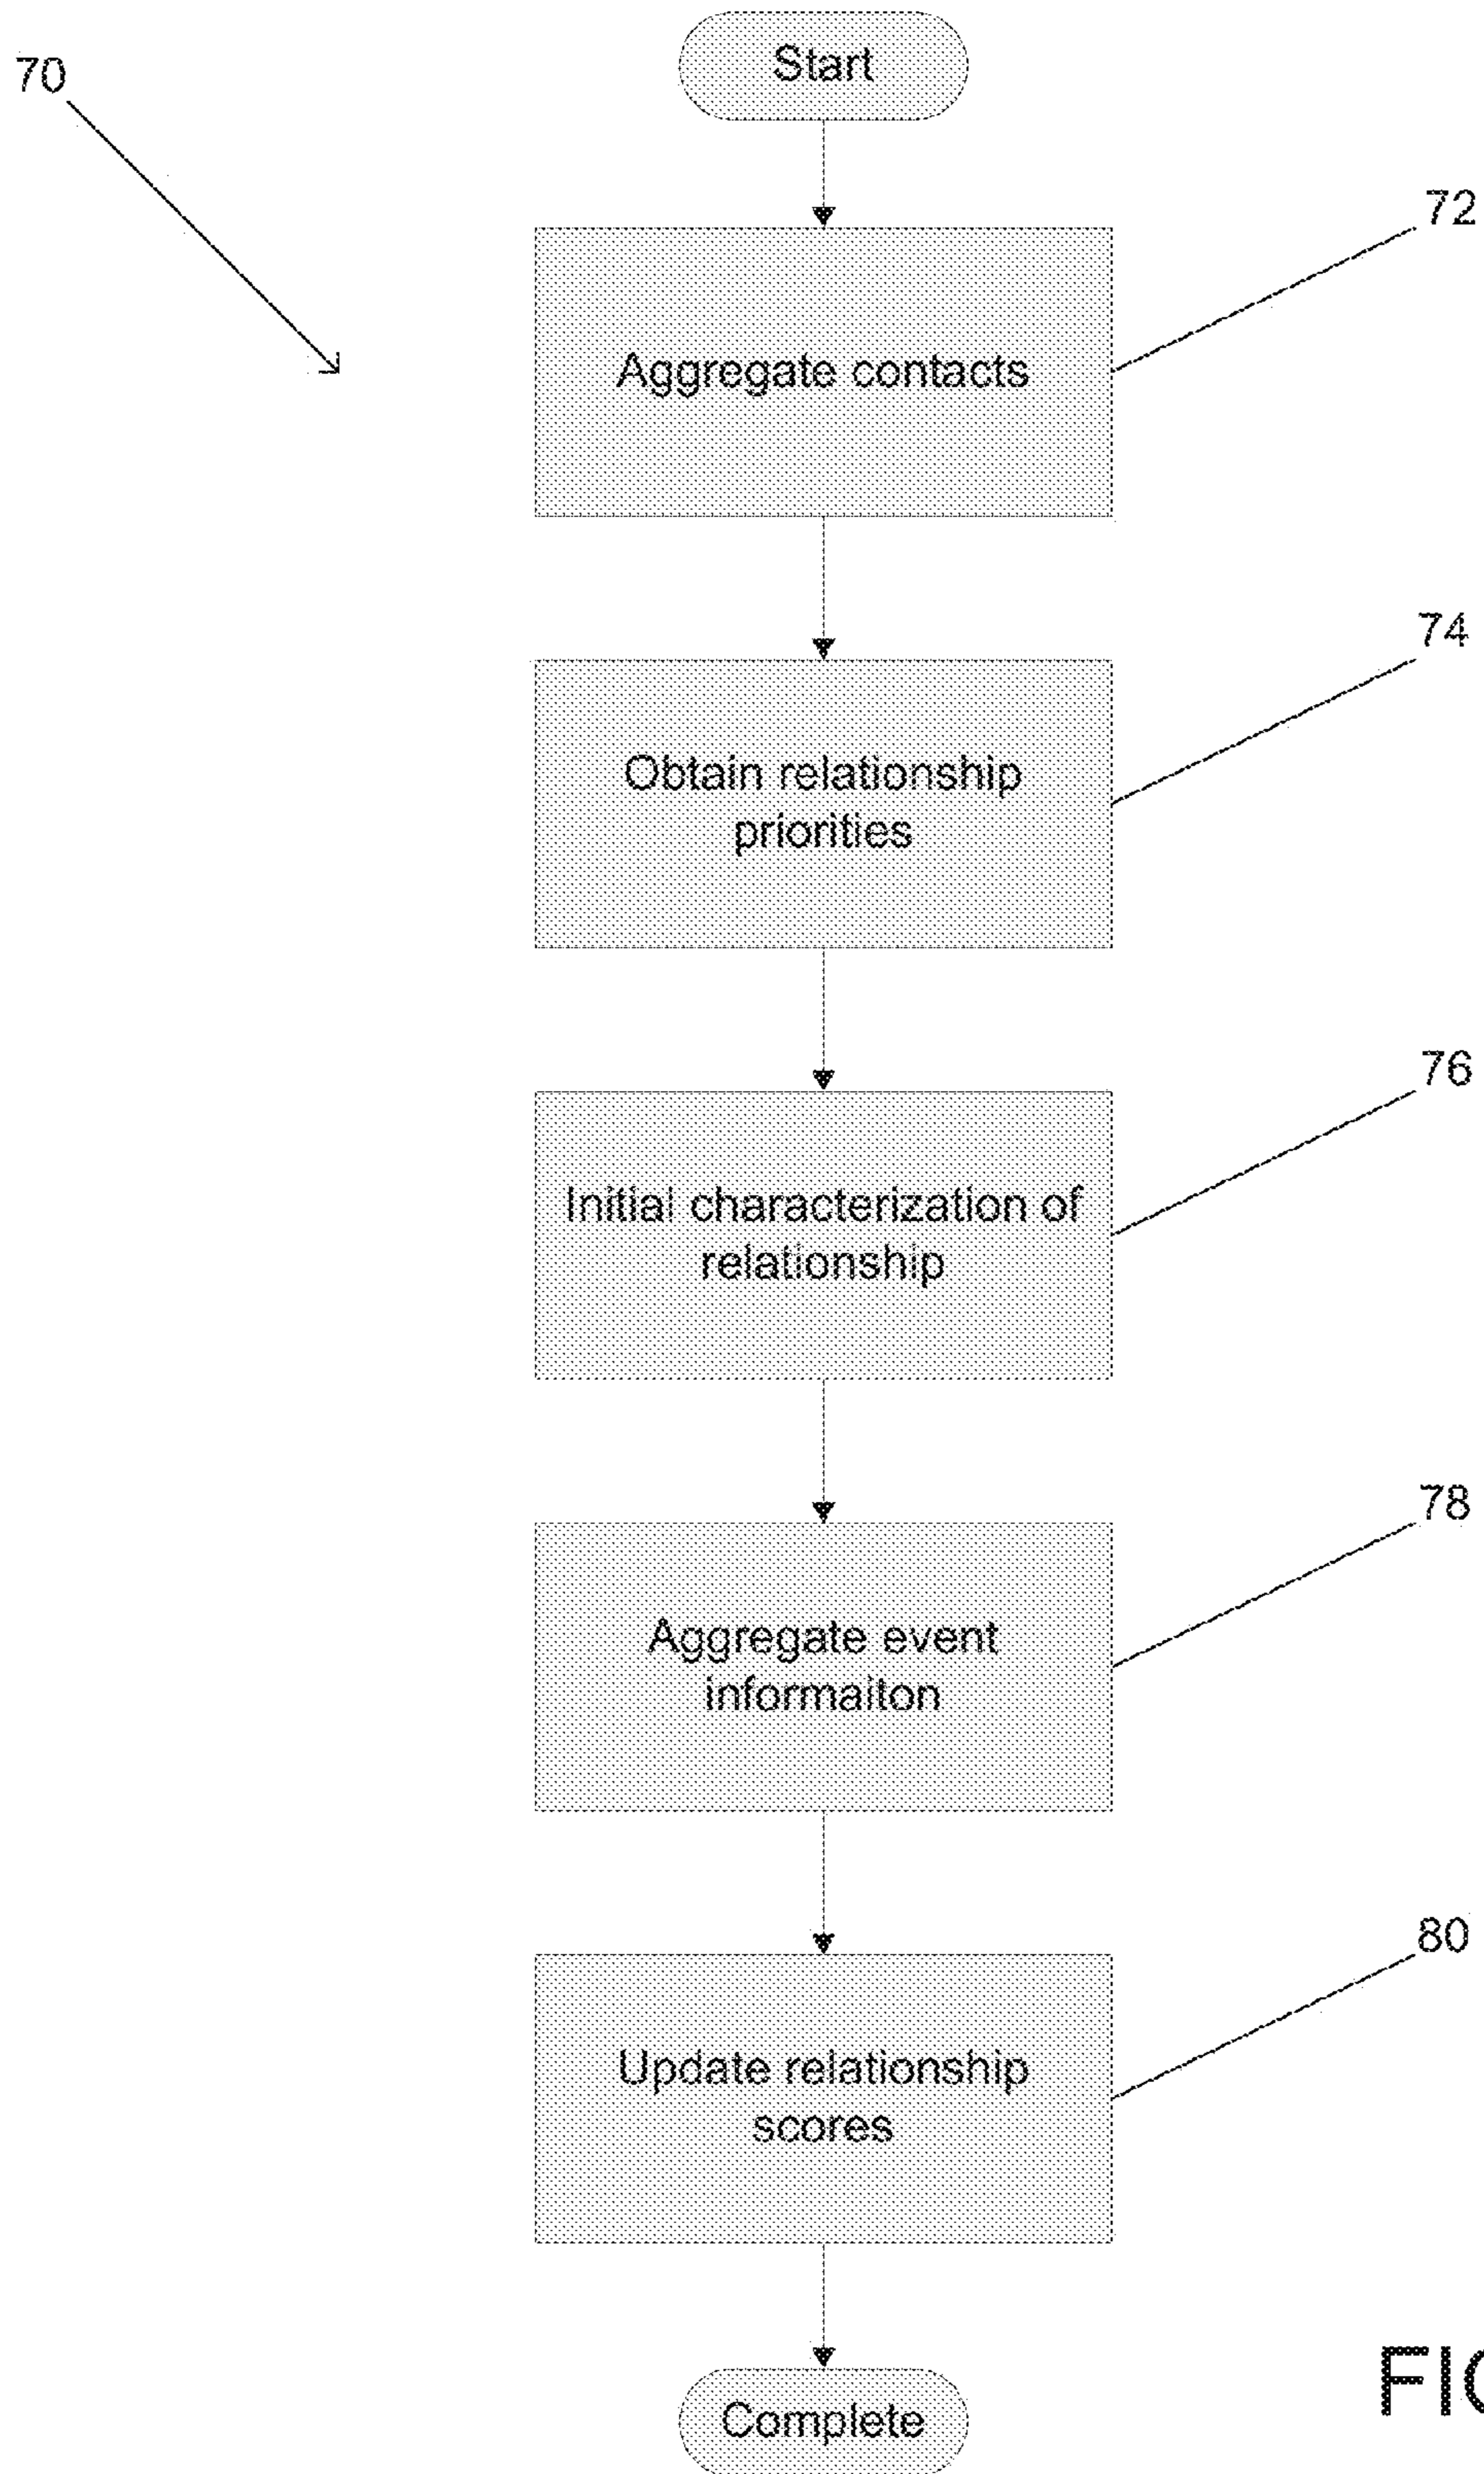 70
Start
72
Aggregate contacts
74
Obtain relationship
priorities
76
Initial characterization of
relationship
78
Aggregate event
informaiton
80
Update relationship
scores
Complete